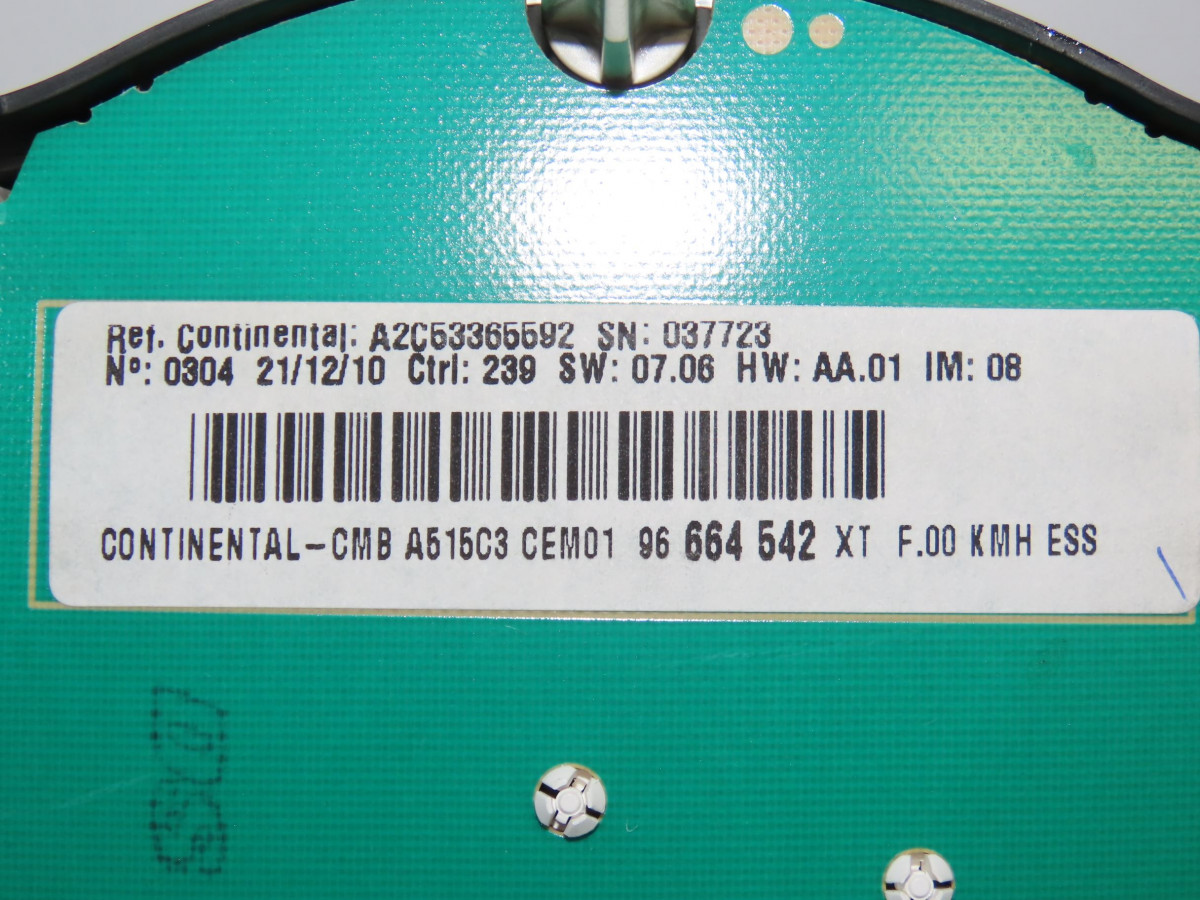 Ref. Continental: A2C53365592 SN: 037723
Nº: 0304 21/12/10 Ctrl: 239 SW: 07.06 HW: AA.01 IM: 08
CONTINENTAL-CMB A515C3 CEM01 96 664 542 XT F.00 KMH ESS